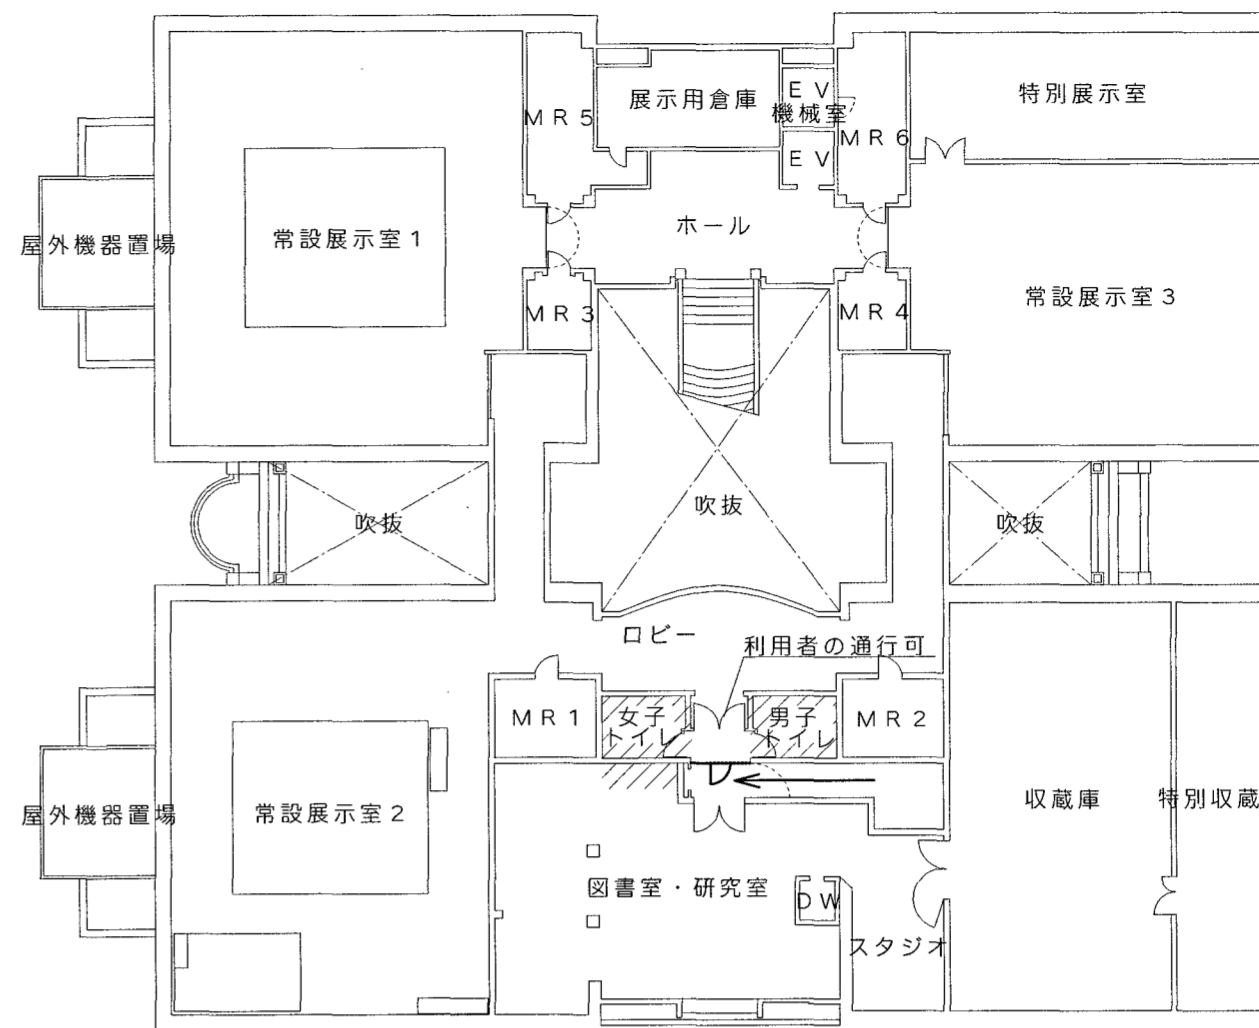 特別展示室
展示用倉庫
ＥＶ
機械室
ＭＲ５
ＭＲ６
ＥＶ
ホール
屋外機器置場
常設展示室１
常設展示室３
ＭＲ３
ＭＲ４
吹抜
吹抜
吹抜
ロビー
利用者の通行可
ＭＲ１
女子
トイレ
男子
トイレ
ＭＲ２
屋外機器置場
常設展示室２
収蔵庫
特別収蔵
図書室・研究室
ＤＷ
スタジオ